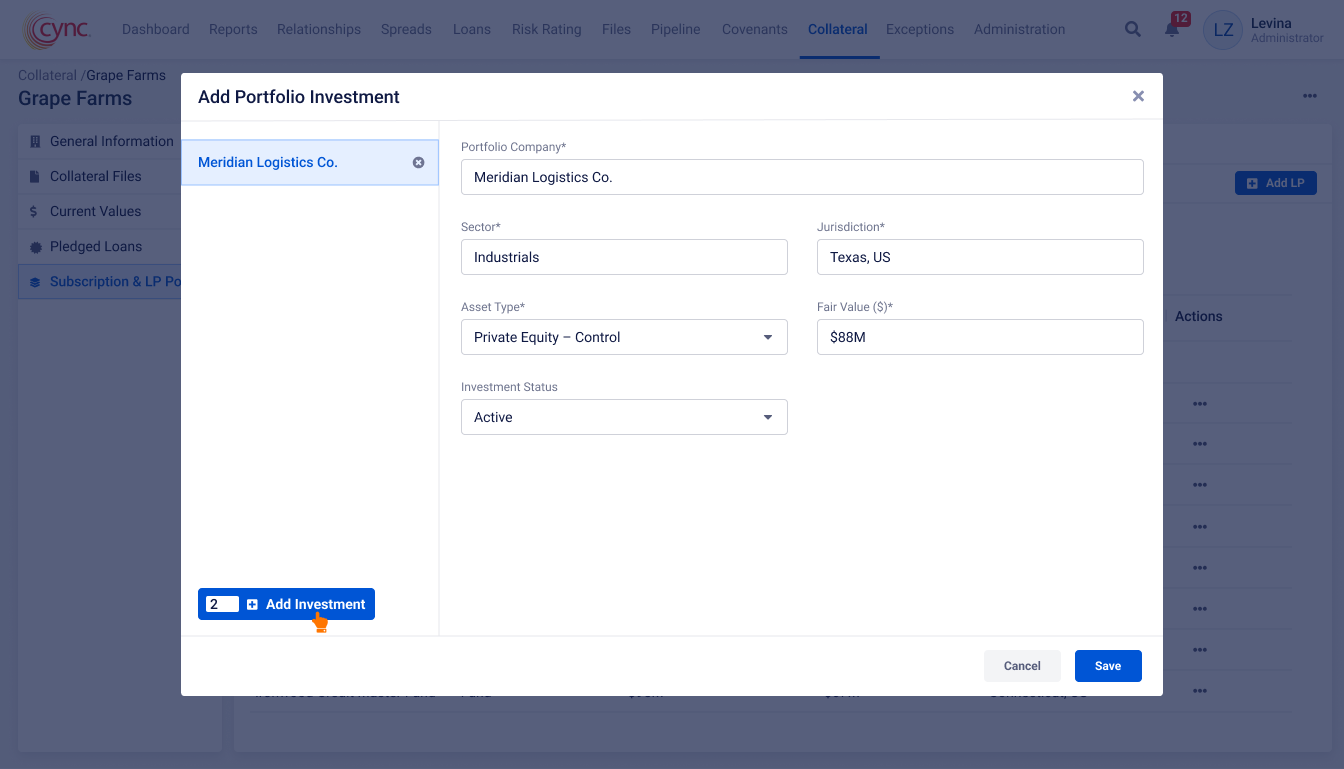 cync
Dashboard Reports Relationships Spreads Loans Risk Rating Files Pipeline Covenants Collateral Exceptions Administration
12
LZ
Levina
Administrator
Collateral /Grape Farms
Grape Farms
General Information
Collateral Files
Current Values
Pledged Loans
Subscription & LP Po
Add LP
Actions
Add Portfolio Investment
Meridian Logistics Co.
Portfolio Company*
Meridian Logistics Co.
Sector* Jurisdiction*
Industrials Texas, US
Asset Type* Fair Value ($)*
Private Equity – Control $88M
Investment Status
Active
2 Add Investment
Cancel Save